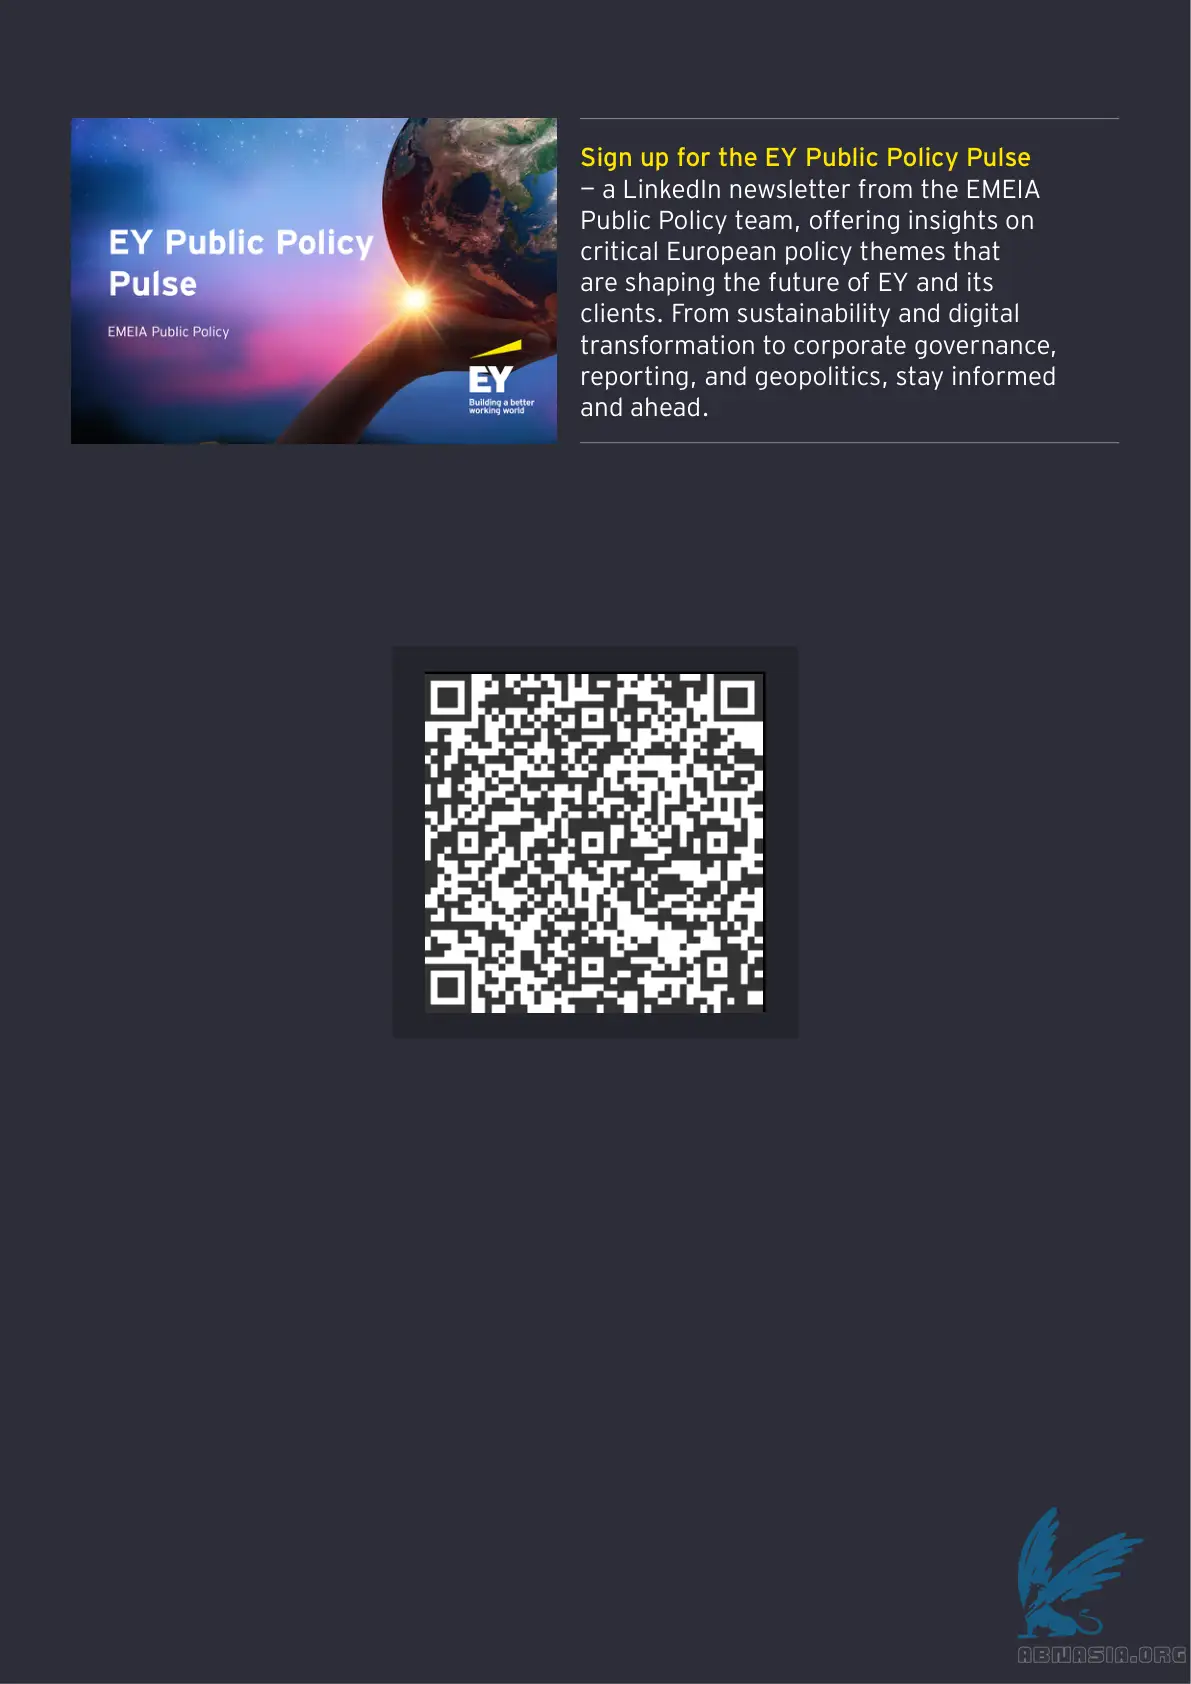 EY Public Policy
Pulse
EMEIA Public Policy
EY
Building a better
working world
Sign up for the EY Public Policy Pulse
– a LinkedIn newsletter from the EMEIA
Public Policy team, offering insights on
critical European policy themes that
are shaping the future of EY and its
clients. From sustainability and digital
transformation to corporate governance,
reporting, and geopolitics, stay informed
and ahead.
ABNASIA.ORG